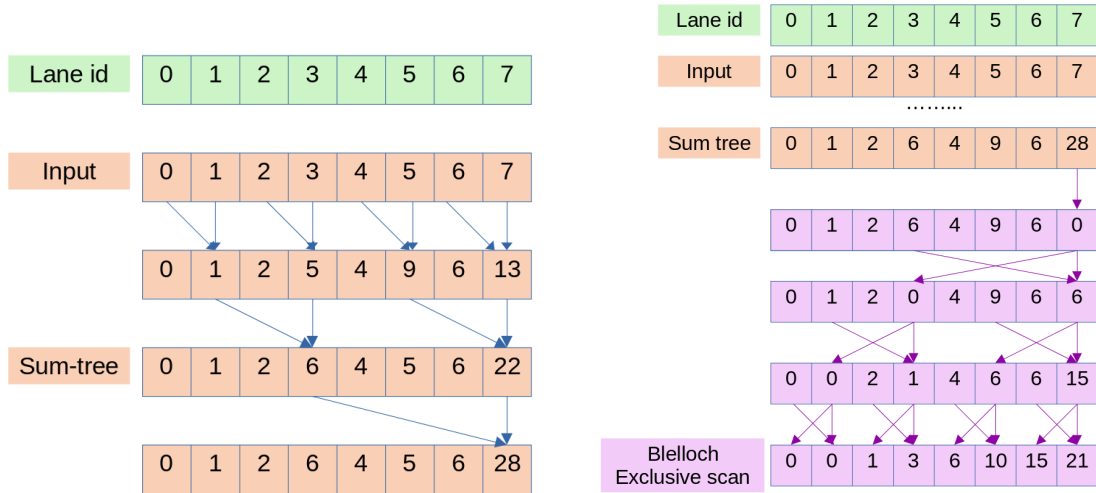 Lane id 0 1 2 3 4 5 6 7
Input 0 1 2 3 4 5 6 7
0 1 2 5 4 9 6 13
Sum-tree 0 1 2 6 4 5 6 22
0 1 2 6 4 5 6 28
Lane id 0 1 2 3 4 5 6 7
Input 0 1 2 3 4 5 6 7
……...
Sum tree 0 1 2 6 4 9 6 28
0 1 2 6 4 9 6 0
0 1 2 0 4 9 6 6
0 0 2 1 4 6 6 15
Blelloch
Exclusive scan 0 0 1 3 6 10 15 21